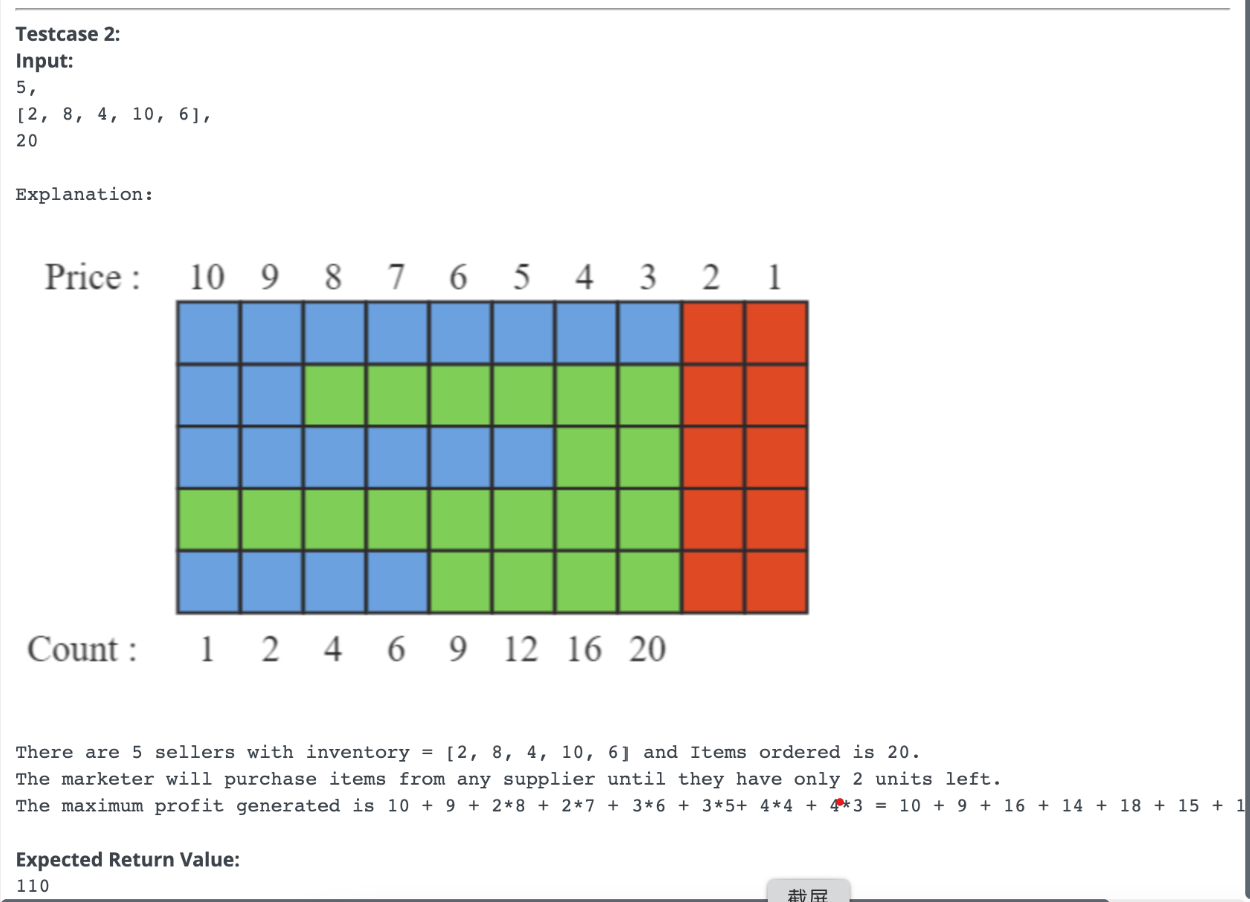 Testcase 2:
Input:
5,
[2, 8, 4, 10, 6],
20
Explanation:
Price : 10 9 8 7 6 5 4 3 2 1
Count : 1 2 4 6 9 12 16 20
There are 5 sellers with inventory = [2, 8, 4, 10, 6] and Items ordered is 20.
The marketer will purchase items from any supplier until they have only 2 units left.
The maximum profit generated is 10 + 9 + 2*8 + 2*7 + 3*6 + 3*5+ 4*4 + 4*3 = 10 + 9 + 16 + 14 + 18 + 15 + 1
Expected Return Value:
110
截屏